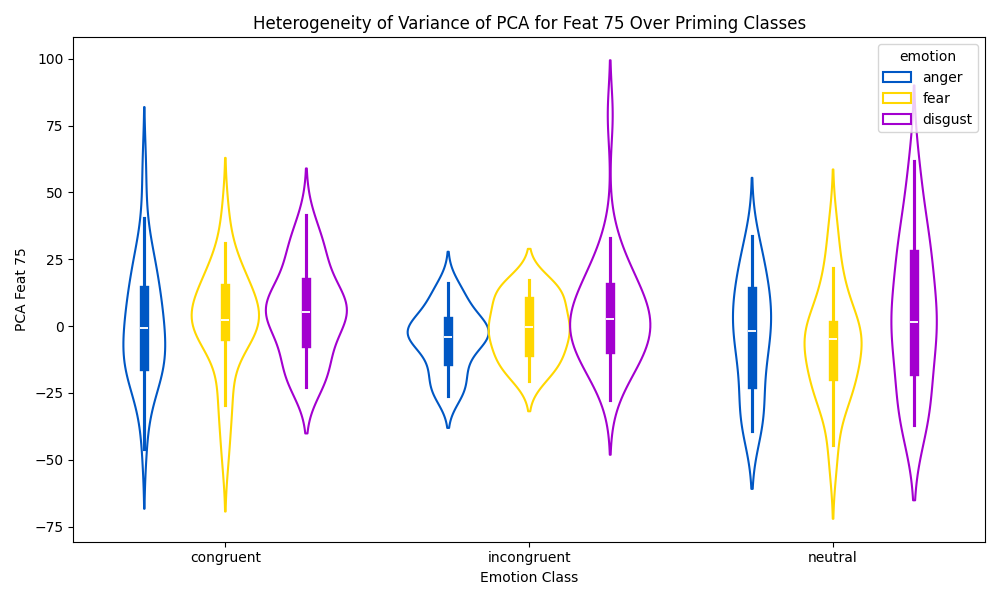 Heterogeneity of Variance of PCA for Feat 75 Over Priming Classes
emotion
anger
fear
disgust
PCA Feat 75
100
75
50
25
0
−25
−50
−75
congruent
incongruent
neutral
Emotion Class